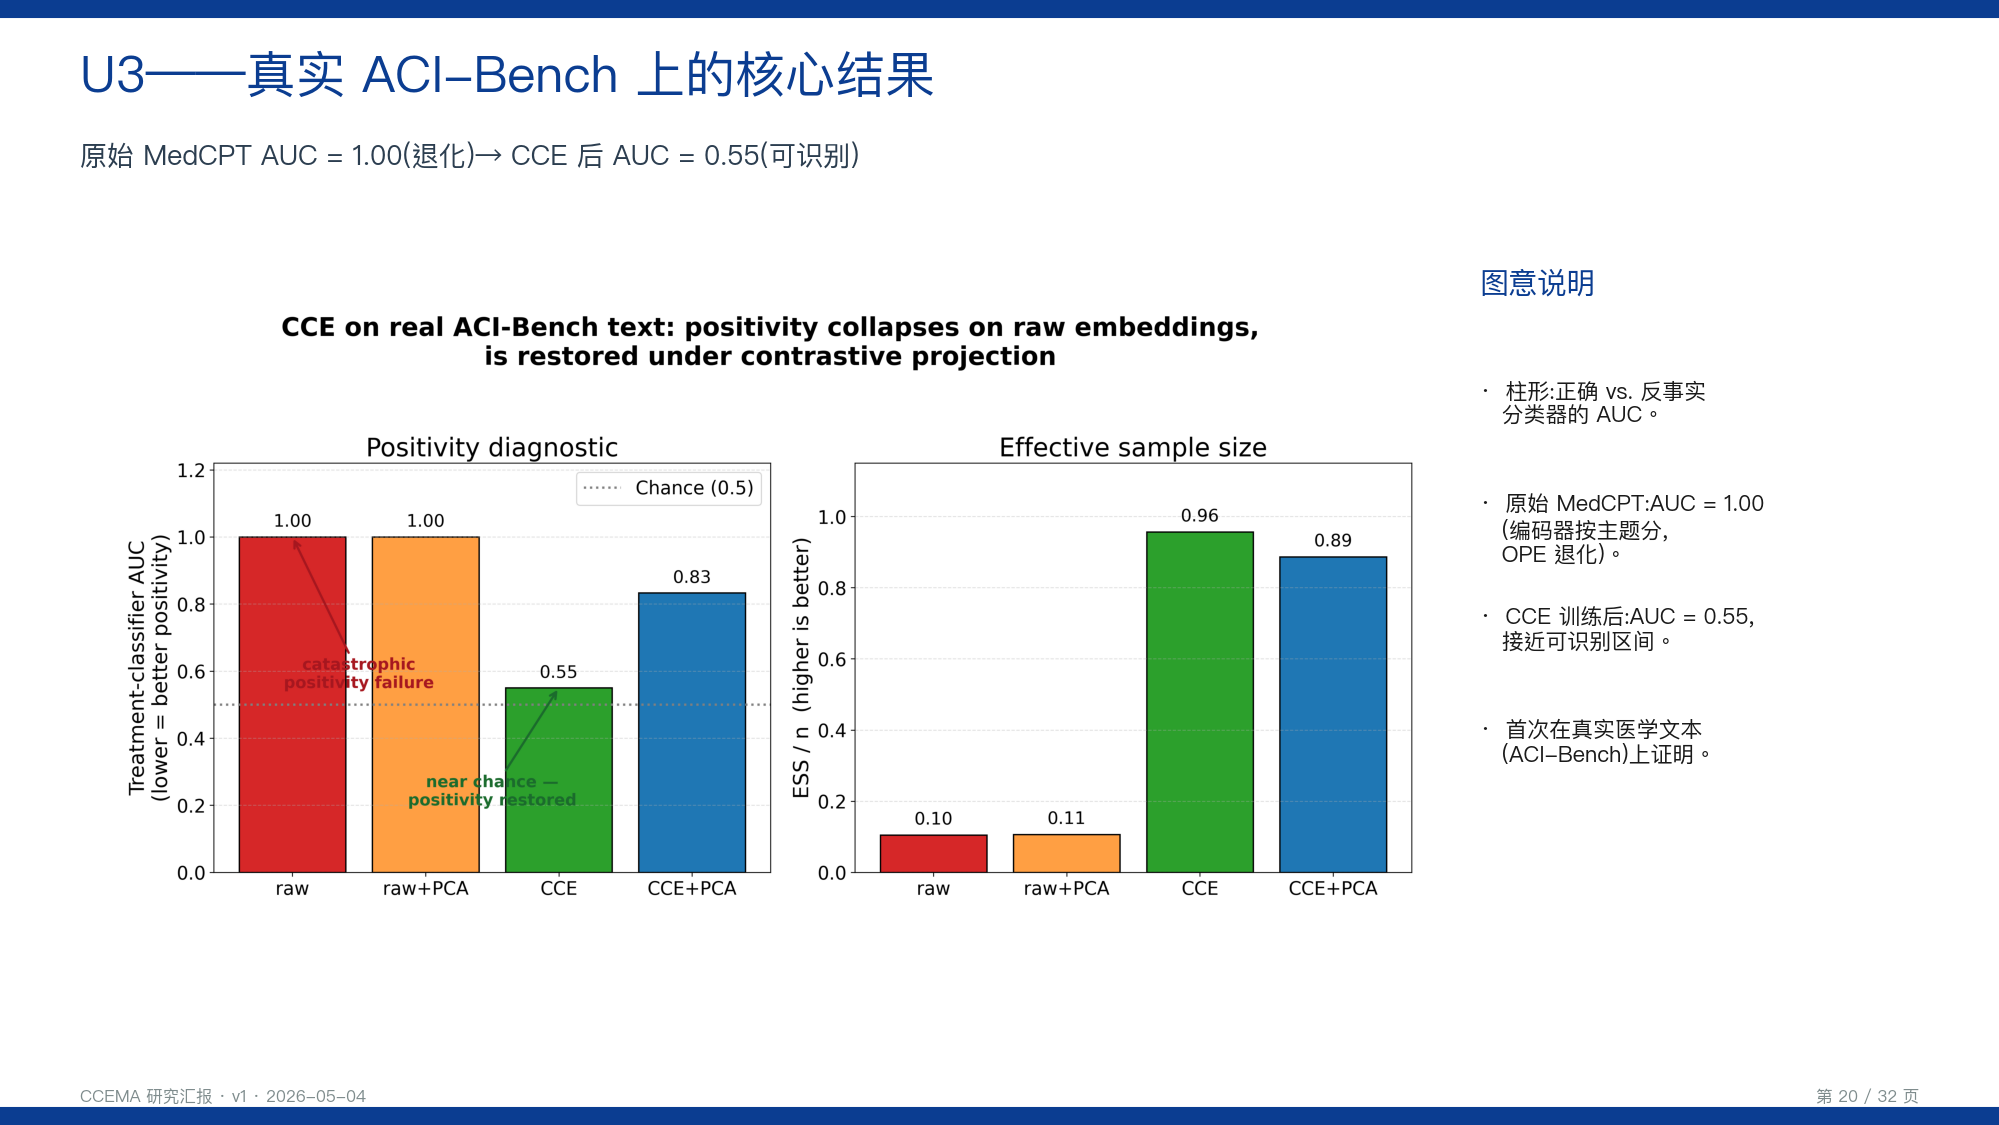 U3——真实 ACI–Bench 上的核心结果
原始 MedCPT AUC = 1.00(退化)→ CCE 后 AUC = 0.55(可识别)
CCE on real ACI-Bench text: positivity collapses on raw embeddings,
is restored under contrastive projection
Positivity diagnostic
Treatment-classifier AUC
(lower = better positivity)
1.2
1.0
0.8
0.6
0.4
0.2
0.0
Chance (0.5)
1.00
1.00
0.55
0.83
catastrophic
positivity failure
near chance —
positivity restored
raw
raw+PCA
CCE
CCE+PCA
Effective sample size
ESS / n (higher is better)
1.0
0.8
0.6
0.4
0.2
0.0
0.10
0.11
0.96
0.89
raw
raw+PCA
CCE
CCE+PCA
图意说明
· 柱形:正确 vs. 反事实
分类器的 AUC。
· 原始 MedCPT:AUC = 1.00
(编码器按主题分,
OPE 退化)。
· CCE 训练后:AUC = 0.55,
接近可识别区间。
· 首次在真实医学文本
(ACI–Bench)上证明。
CCEMA 研究汇报 · v1 · 2026–05–04
第 20 / 32 页